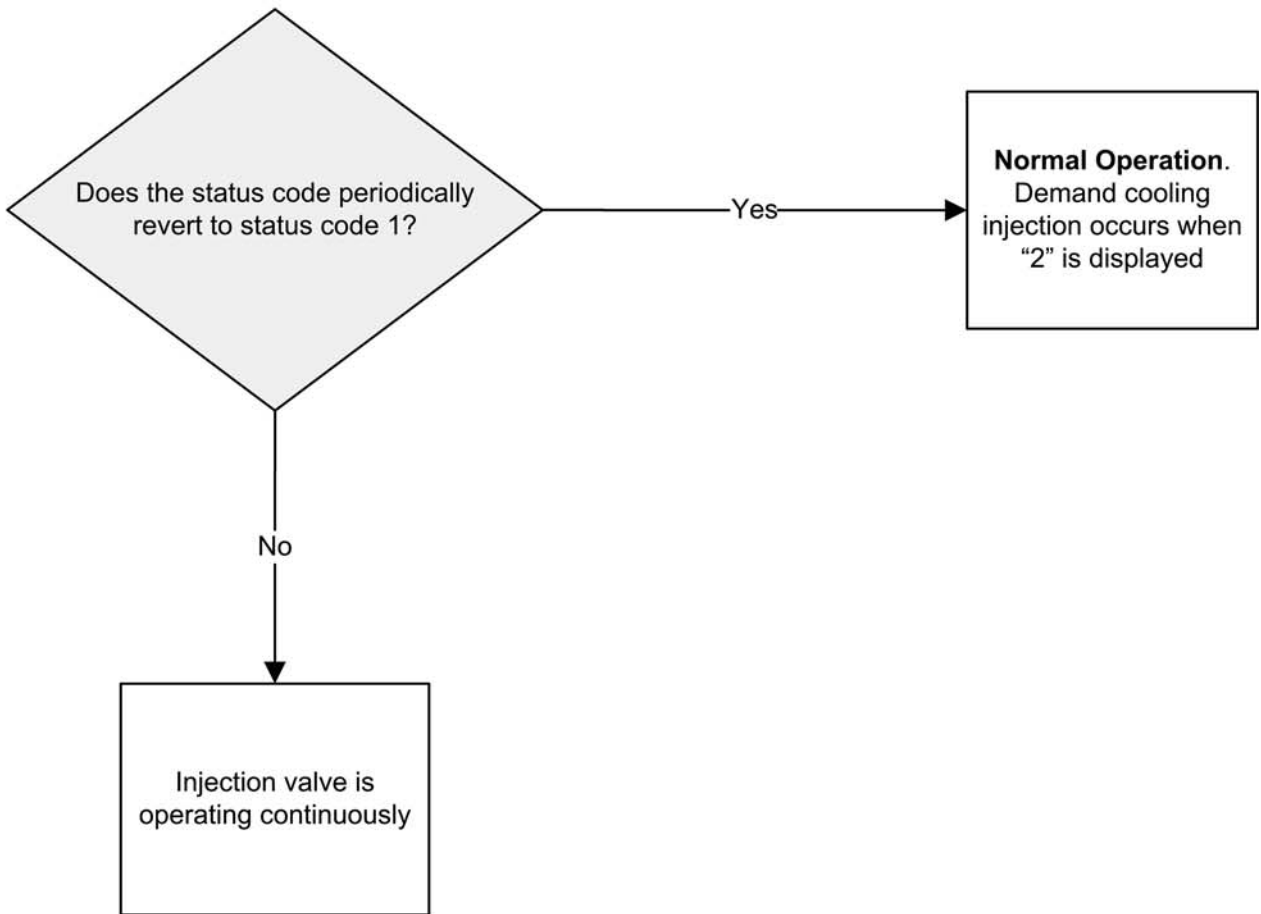 Does the status code periodically
revert to status code 1?
Yes
Normal Operation.
Demand cooling
injection occurs when
“2” is displayed
No
Injection valve is
operating continuously